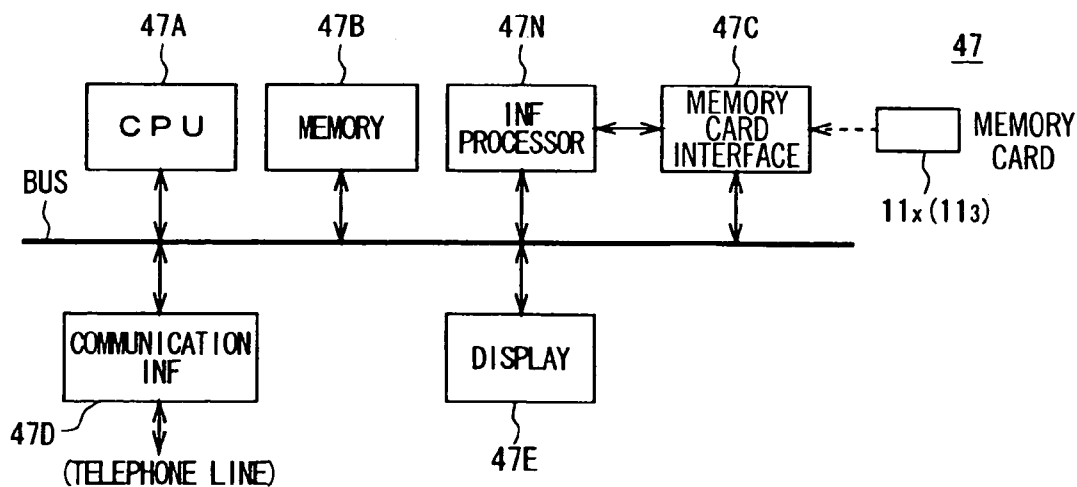 47A
47B
47N
47C
47
CPU
MEMORY
INF
PROCESSOR
MEMORY
CARD
INTERFACE
MEMORY
CARD
BUS
11x(113)
COMMUNICATION
INF
DISPLAY
47D
47E
(TELEPHONE LINE)